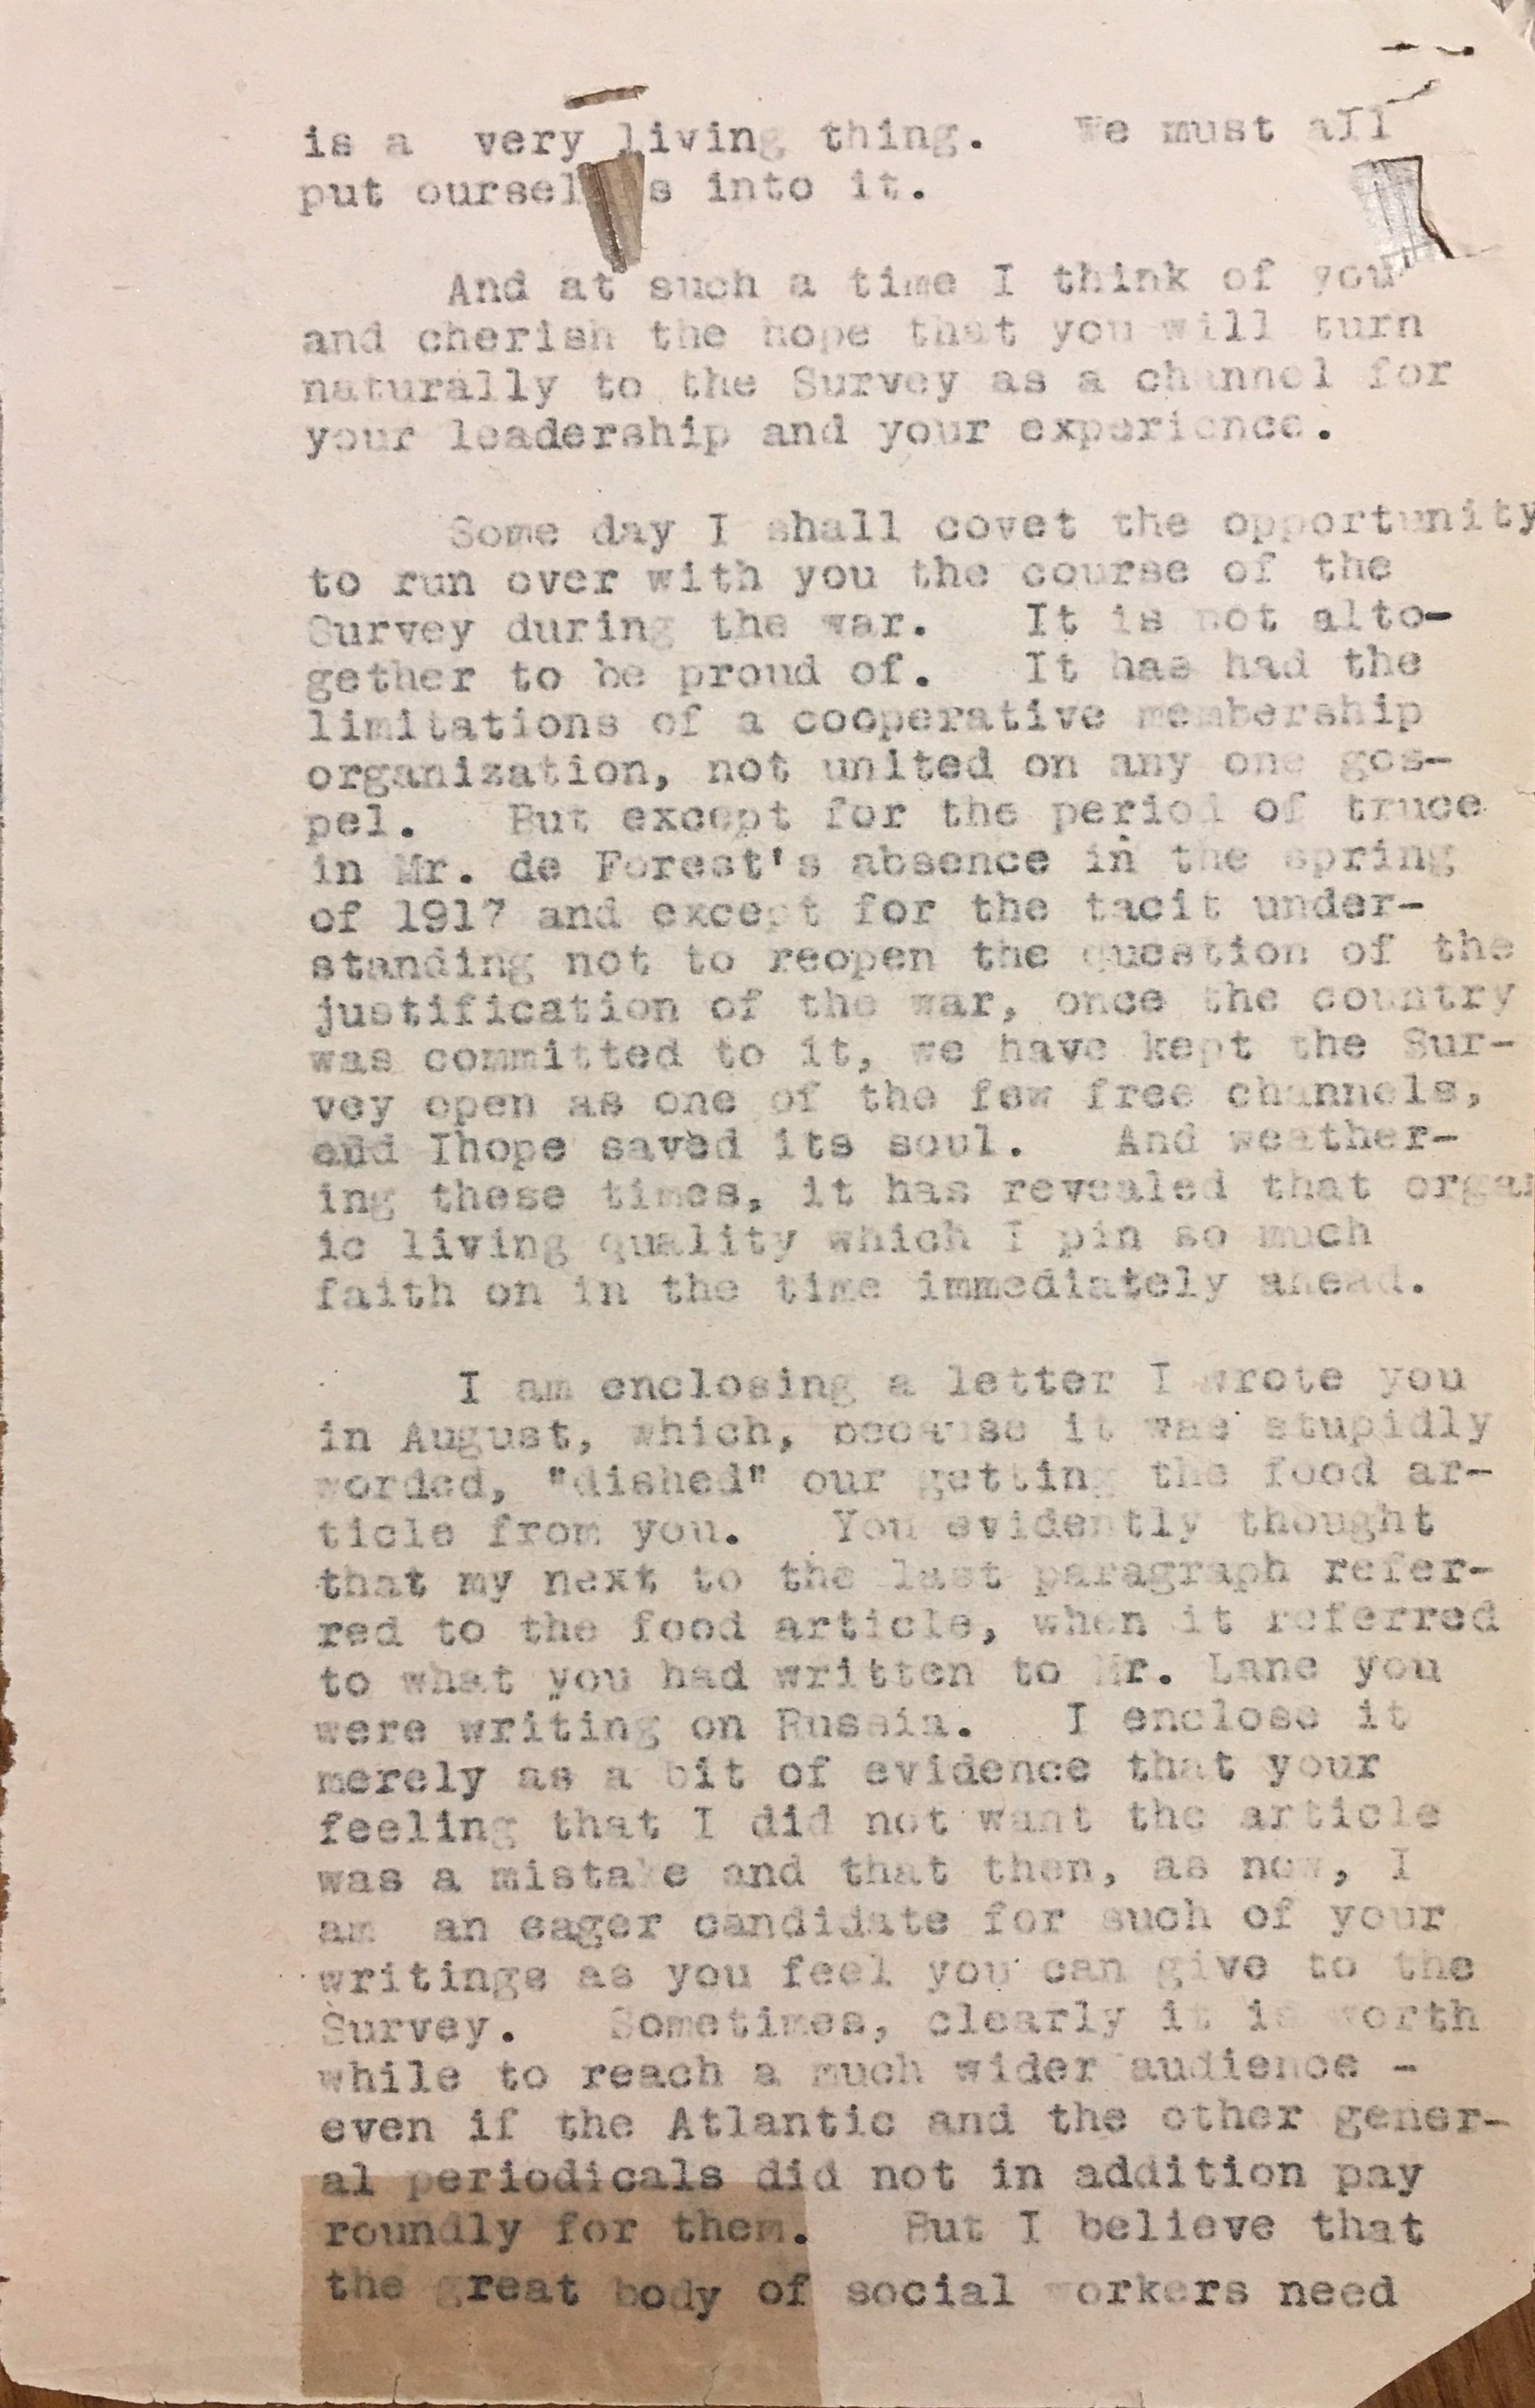 is a very living thing. We must all
put oursel s into it.
And at such a time I think of you
and cherish the hope that you will turn
naturally to the Survey as a channel for
your leadership and your experience.
Some day I shall covet the opportunity
to run over with you the course of the
Survey during the war. It is not alto-
gether to be proud of. It has had the
limitations of a cooperative membership
organization, not united on any one gos-
pel. But except for the period of truce
in Mr. de Forest's absence in the spring
of 1917 and except for the tacit under-
standing not to reopen the question of the
justification of the war, once the country
was committed to it, we have kept the Sur-
vey open as one of the few free channels,
and Ihope saved its soul. And weather-
ing these times, it has revealed that organ
ic living quality which I pin so much
faith on in the time immediately ahead.
I am enclosing a letter I wrote you
in August, which, because it was stupidly
worded, "dished" our getting the food ar-
ticle from you. You evidently thought
that my next to the last paragraph refer-
red to the food article, when it referred
to what you had written to Mr. Lane you
were writing on Russia. I enclose it
merely as a bit of evidence that your
feeling that I did not want the article
was a mistake and that then, as now, I
am an eager candidate for such of your
writings as you feel you can give to the
Survey. Sometimes, clearly it is worth
while to reach a much wider audience -
even if the Atlantic and the other gener-
al periodicals did not in addition pay
roundly for them. But I believe that
the great body of social workers need